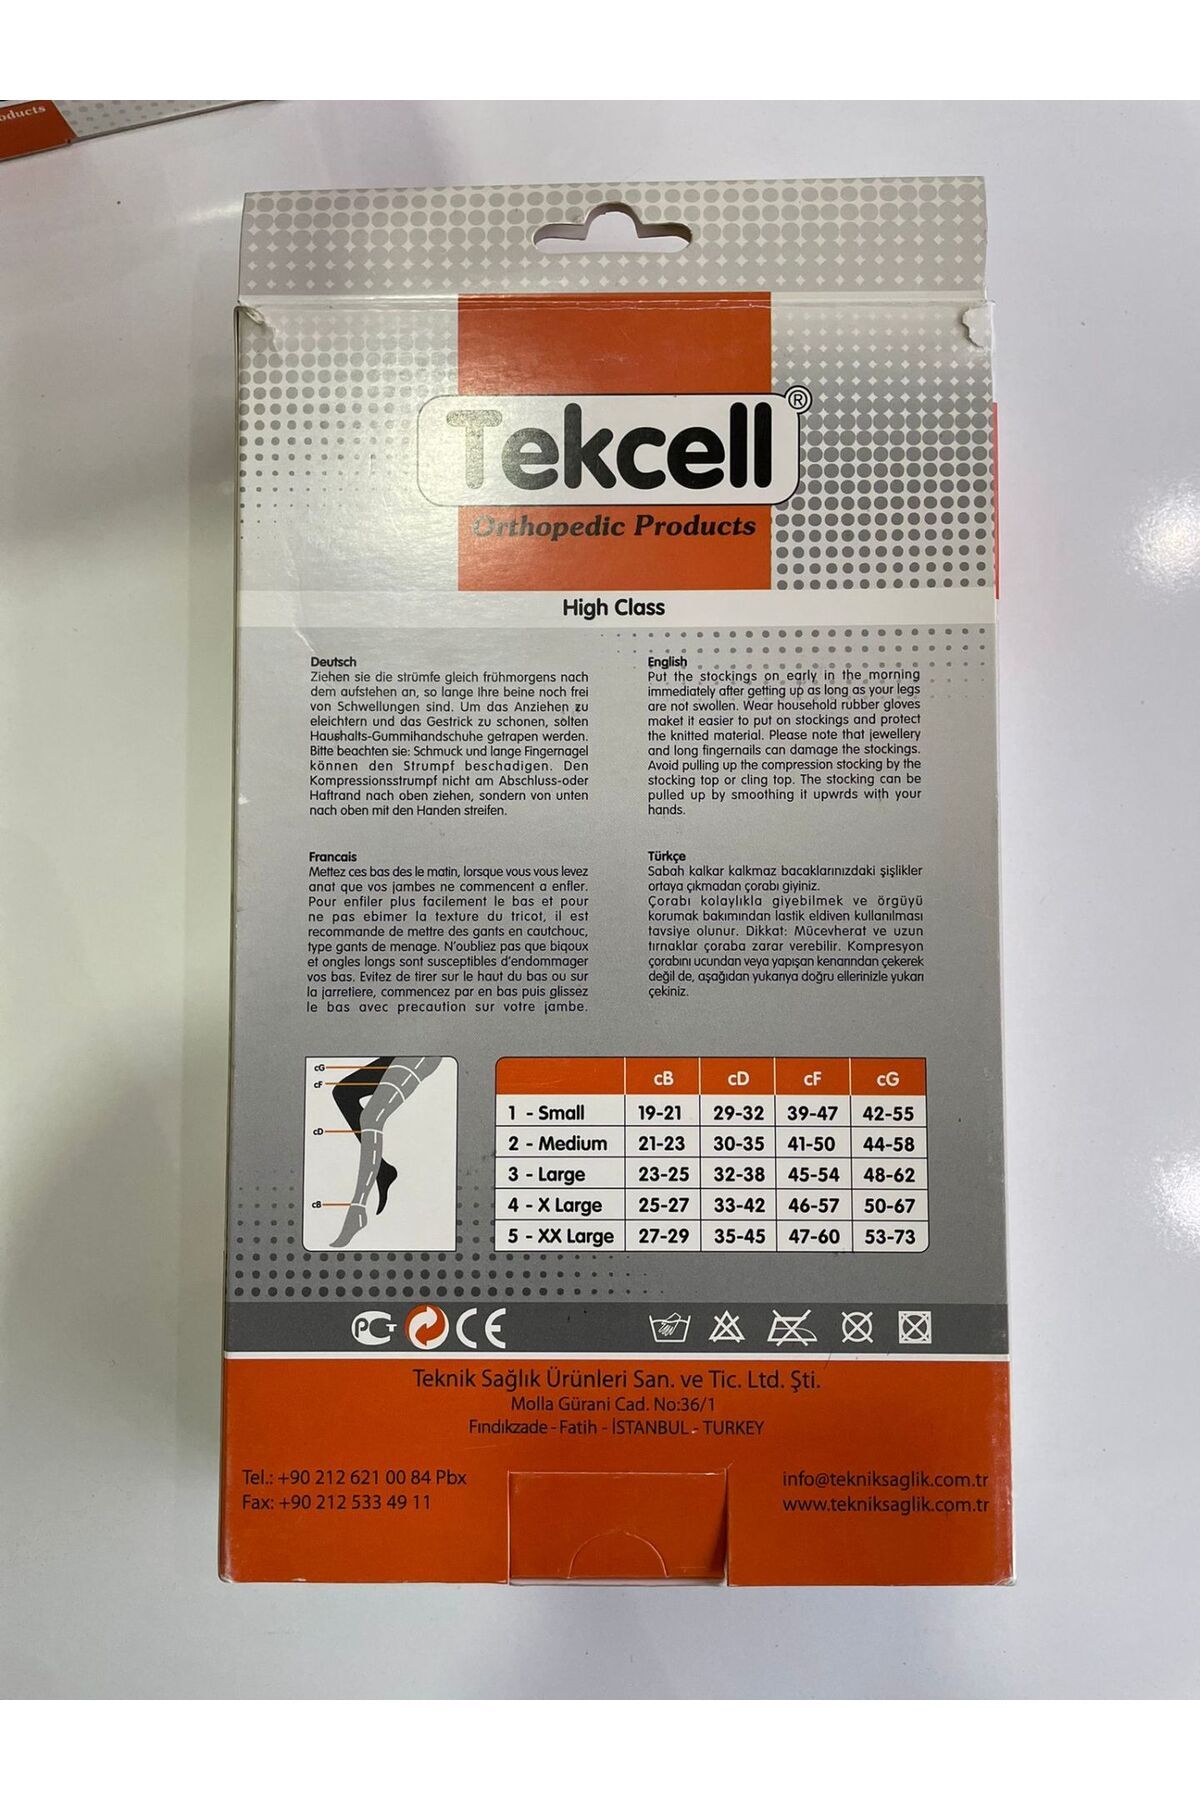 oducts
Tekcell®
Orthopedic Products
High Class
Deutsch
Ziehen sie die strümfe gleich frühmorgens nach
dem aufstehen an, so lange Ihre beine noch frei
von Schwellungen sind. Um das Anziehen zu
eleichtern und das Gestrick zu schonen, solten
Haushalts-Gummihandschuhe getrapen werden.
Bitte beachten sie: Schmuck und lange Fingernagel
können den Strumpf beschadigen. Den
Kompressionsstrumpf nicht am Abschluss-oder
Haftrand nach oben ziehen, sondern von unten
nach oben mit den Handen streifen.
English
Put the stockings on early in the morning
immediately after getting up as long as your legs
are not swollen. Wear household rubber gloves
maket it easier to put on stockings and protect
the knitted material. Please note that jewellery
and long fingernails can damage the stockings.
Avoid pulling up the compression stocking by the
stocking top or cling top. The stocking can be
pulled up by smoothing it upwrds with your
hands.
Francais
Mettez ces bas des le matin, lorsque vous vous levez
anat que vos jambes ne commencent a enfler.
Pour enfiler plus facilement le bas et pour
ne pas ebimer la texture du tricot, il est
recommande de mettre des gants en cautchouc,
type gants de menage. N'oubliez pas que biqoux
et ongles longs sont susceptibles d'endommager
vos bas. Evitez de tirer sur le haut du bas ou sur
la jarretiere, commencez par en bas puis glissez
le bas avec precaution sur votre jambe.
Türkçe
Sabah kalkar kalkmaz bacaklarınızdaki şişlikler
ortaya çıkmadan çorabı giyiniz.
Çorabı kolaylıkla giyebilmek ve örgüyü
korumak bakımından lastik eldiven kullanılması
tavsiye olunur. Dikkat: Mücevherat ve uzun
tırnaklar çoraba zarar verebilir. Kompresyon
çorabını ucundan veya yapışan kenarından çekerek
değil de, aşağıdan yukarıya doğru ellerinizle yukarı
çekiniz.
cG
cF
cD
cB
cB cD cF cG
1 - Small 19-21 29-32 39-47 42-55
2 - Medium 21-23 30-35 41-50 44-58
3 - Large 23-25 32-38 45-54 48-62
4 - X Large 25-27 33-42 46-57 50-67
5 - XX Large 27-29 35-45 47-60 53-73
PCT CE
Teknik Sağlık Ürünleri San. ve Tic. Ltd. Şti.
Molla Gürani Cad. No:36/1
Fındıkzade - Fatih - İSTANBUL - TURKEY
Tel.: +90 212 621 00 84 Pbx
Fax: +90 212 533 49 11
info@tekniksaglik.com.tr
www.tekniksaglik.com.tr